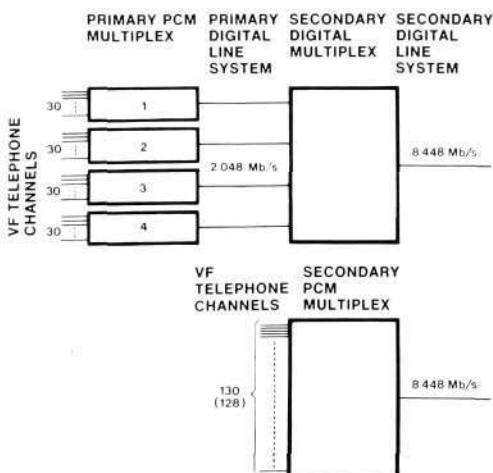 PRIMARY PCM
MULTIPLEX
PRIMARY
DIGITAL
LINE
SYSTEM
SECONDARY
DIGITAL
MULTIPLEX
SECONDARY
DIGITAL
LINE
SYSTEM
VF TELEPHONE
CHANNELS
30
1
30
2
30
3
30
4
2 048 Mb/s
8 448 Mb/s
VF
TELEPHONE
CHANNELS
SECONDARY
PCM
MULTIPLEX
130
(128)
8 448 Mb/s